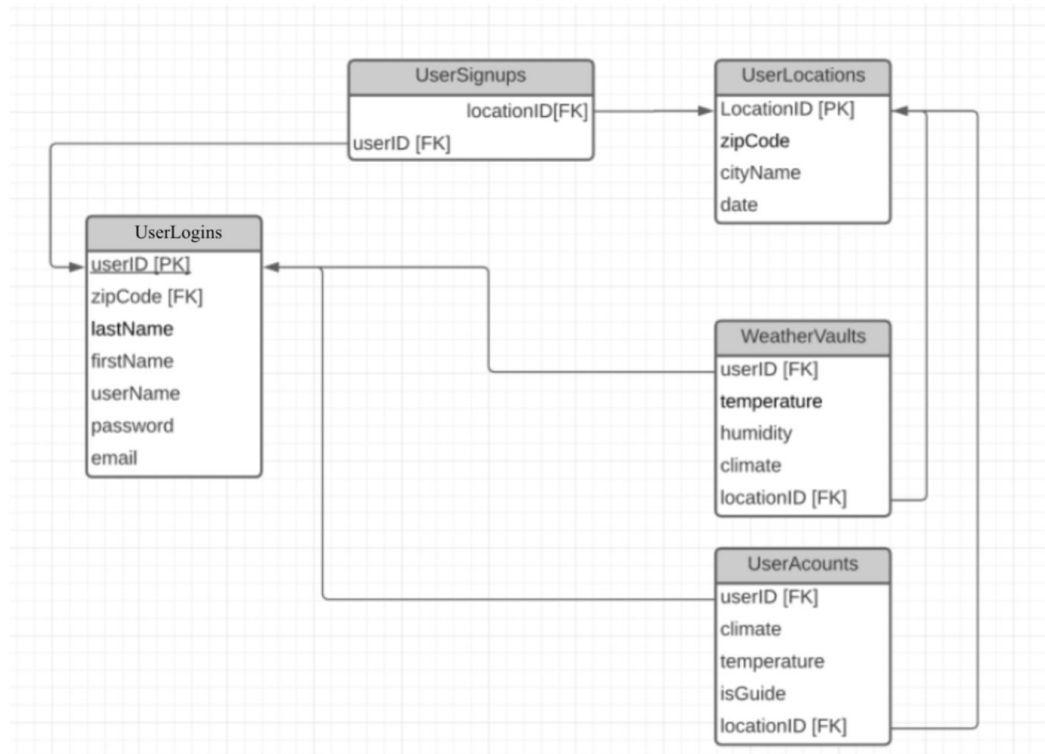 UserSignups
locationID[FK]
userID [FK]
UserLocations
LocationID [PK]
zipCode
cityName
date
UserLogins
userID [PK]
zipCode [FK]
lastName
firstName
userName
password
email
WeatherVaults
userID [FK]
temperature
humidity
climate
locationID [FK]
UserAcounts
userID [FK]
climate
temperature
isGuide
locationID [FK]